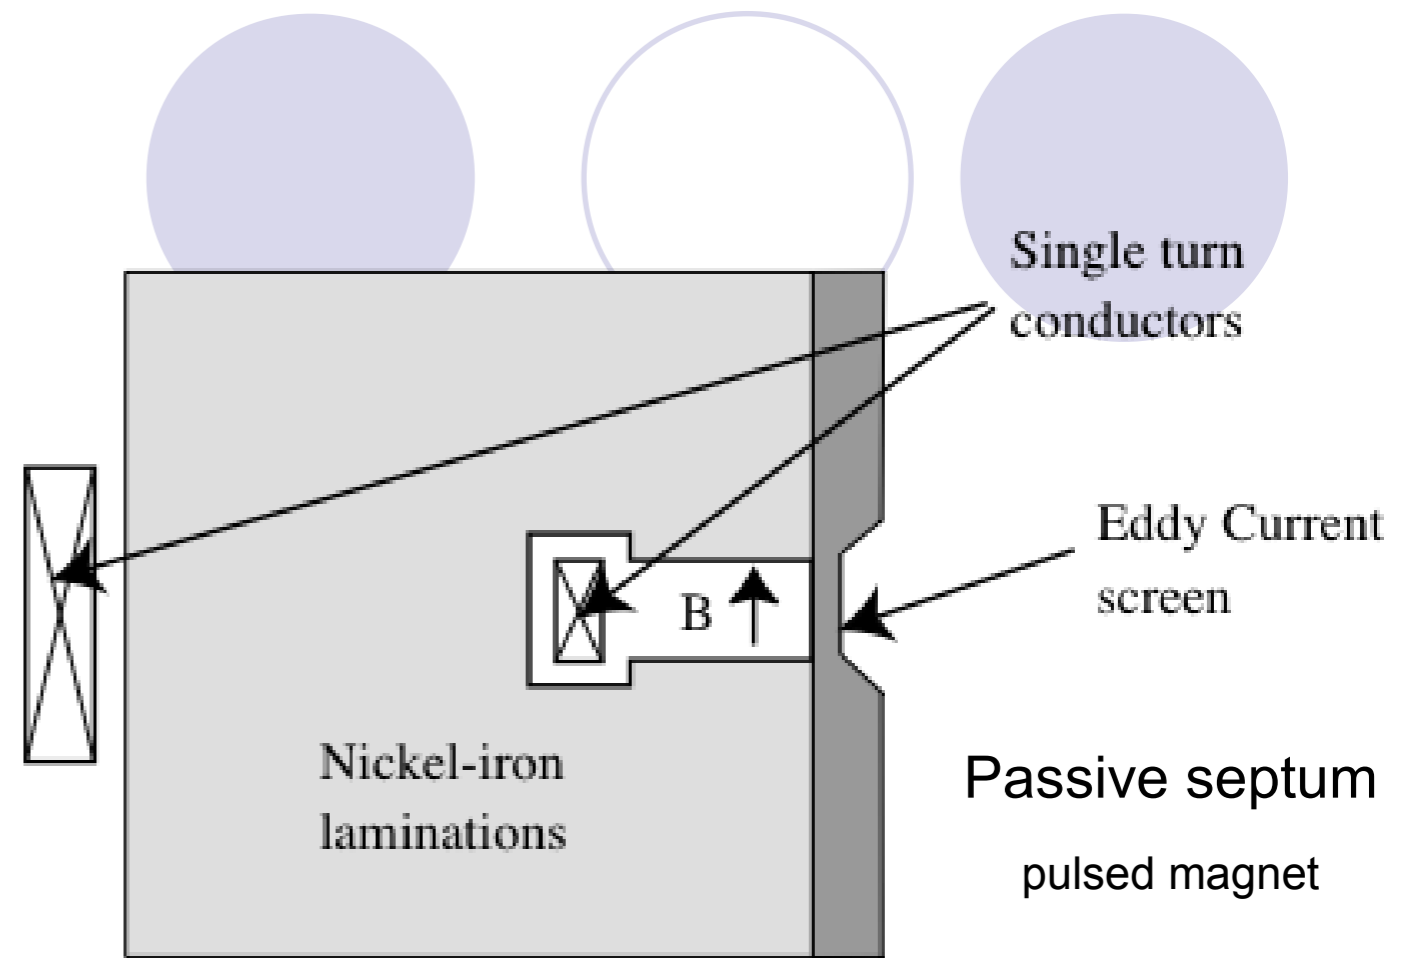 Single turn
conductors
Eddy Current
screen
B
Nickel-iron
laminations
Passive septum
pulsed magnet